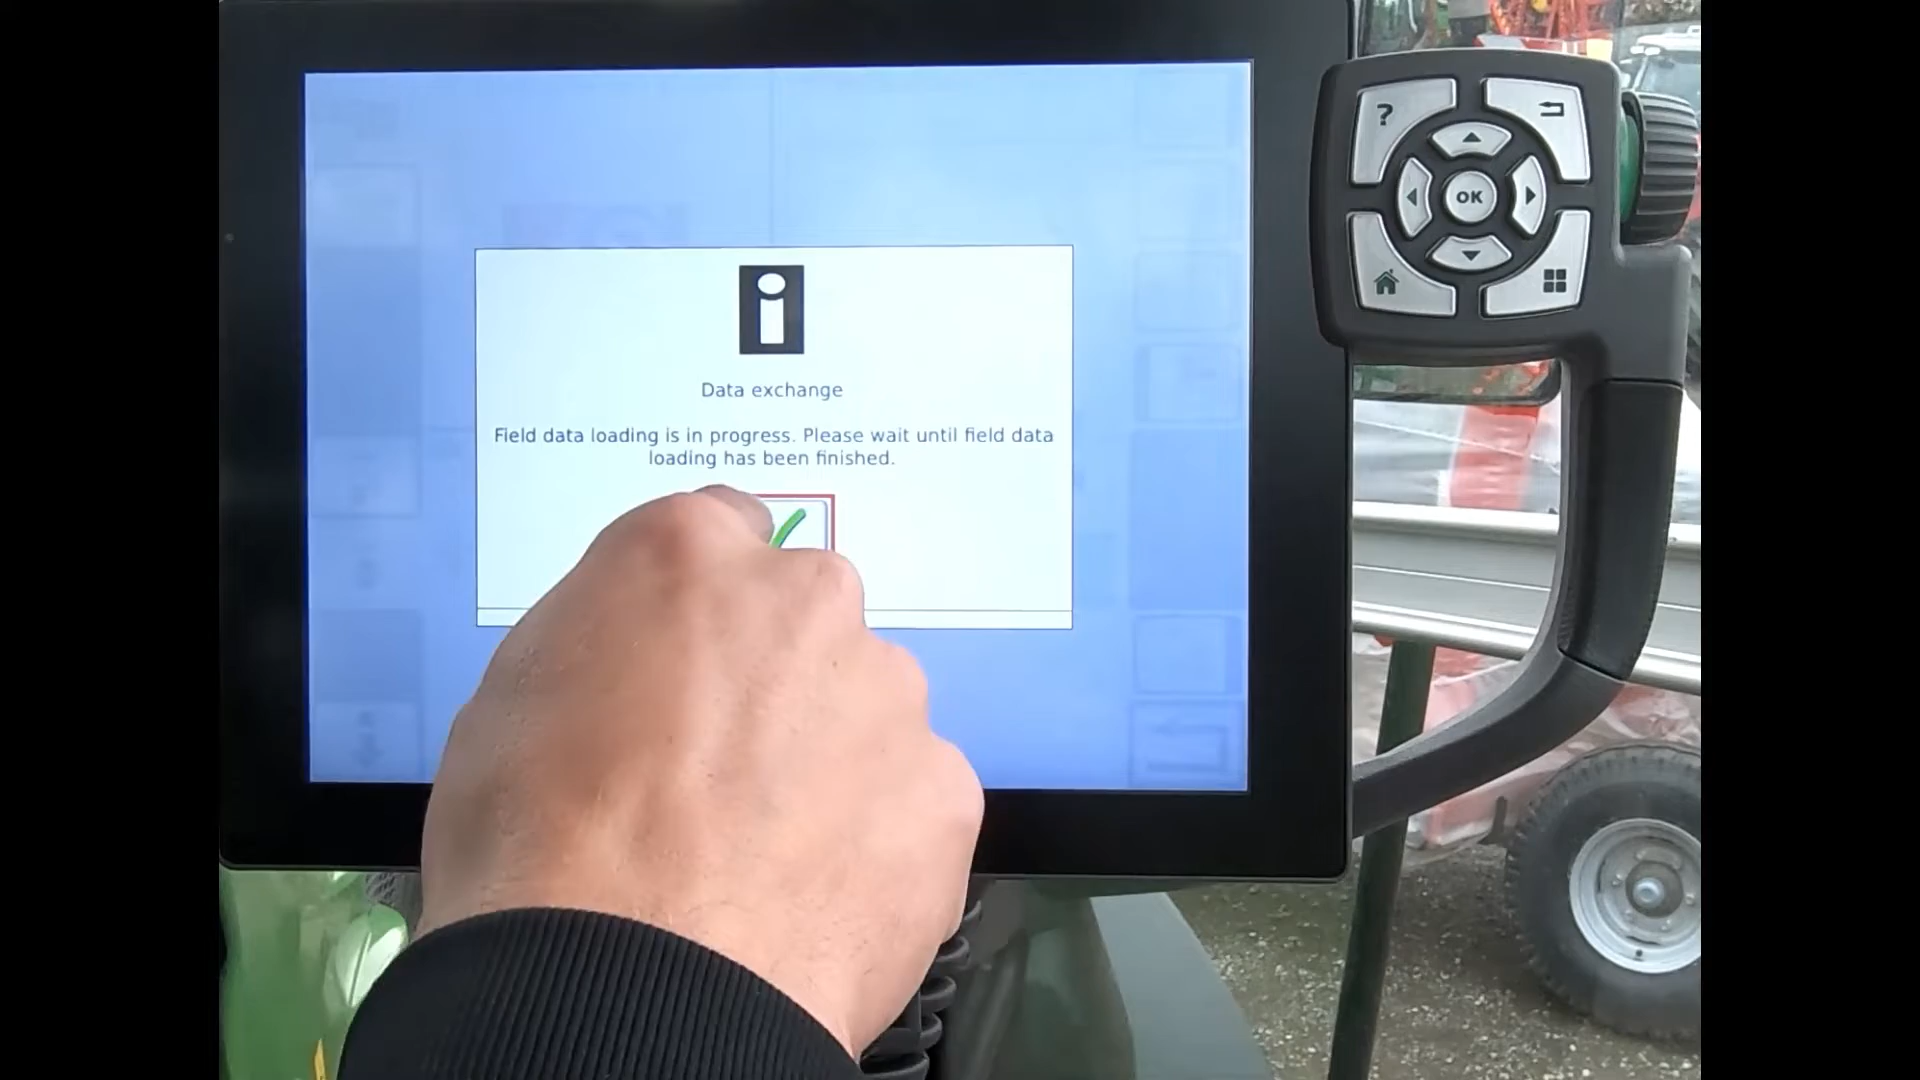 ?
OK
Data exchange
Field data loading is in progress. Please wait until field data
loading has been finished.